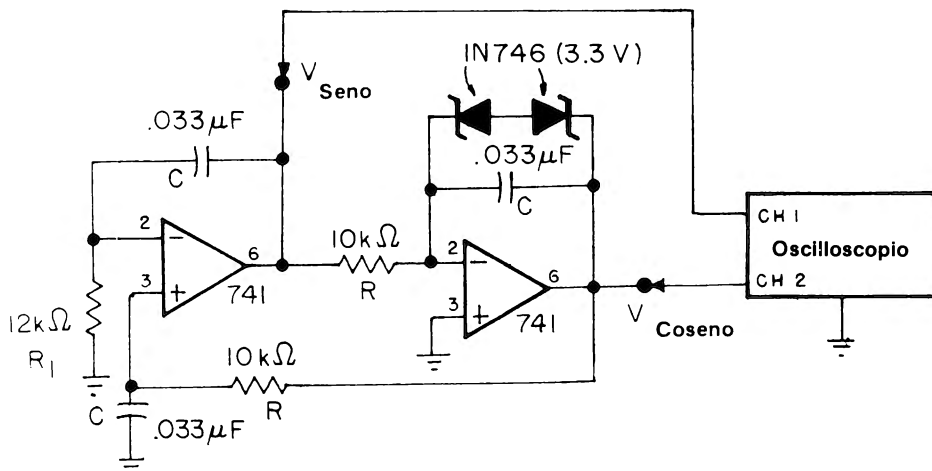 IN746 (3.3 V)
V Seno
.033μF
C
.033μF
C
2
−
6
3
+
741
12kΩ
R1
10kΩ
R
2
−
6
3
+
741
CH 1
Oscilloscopio
CH 2
V Coseno
10kΩ
R
C
.033μF